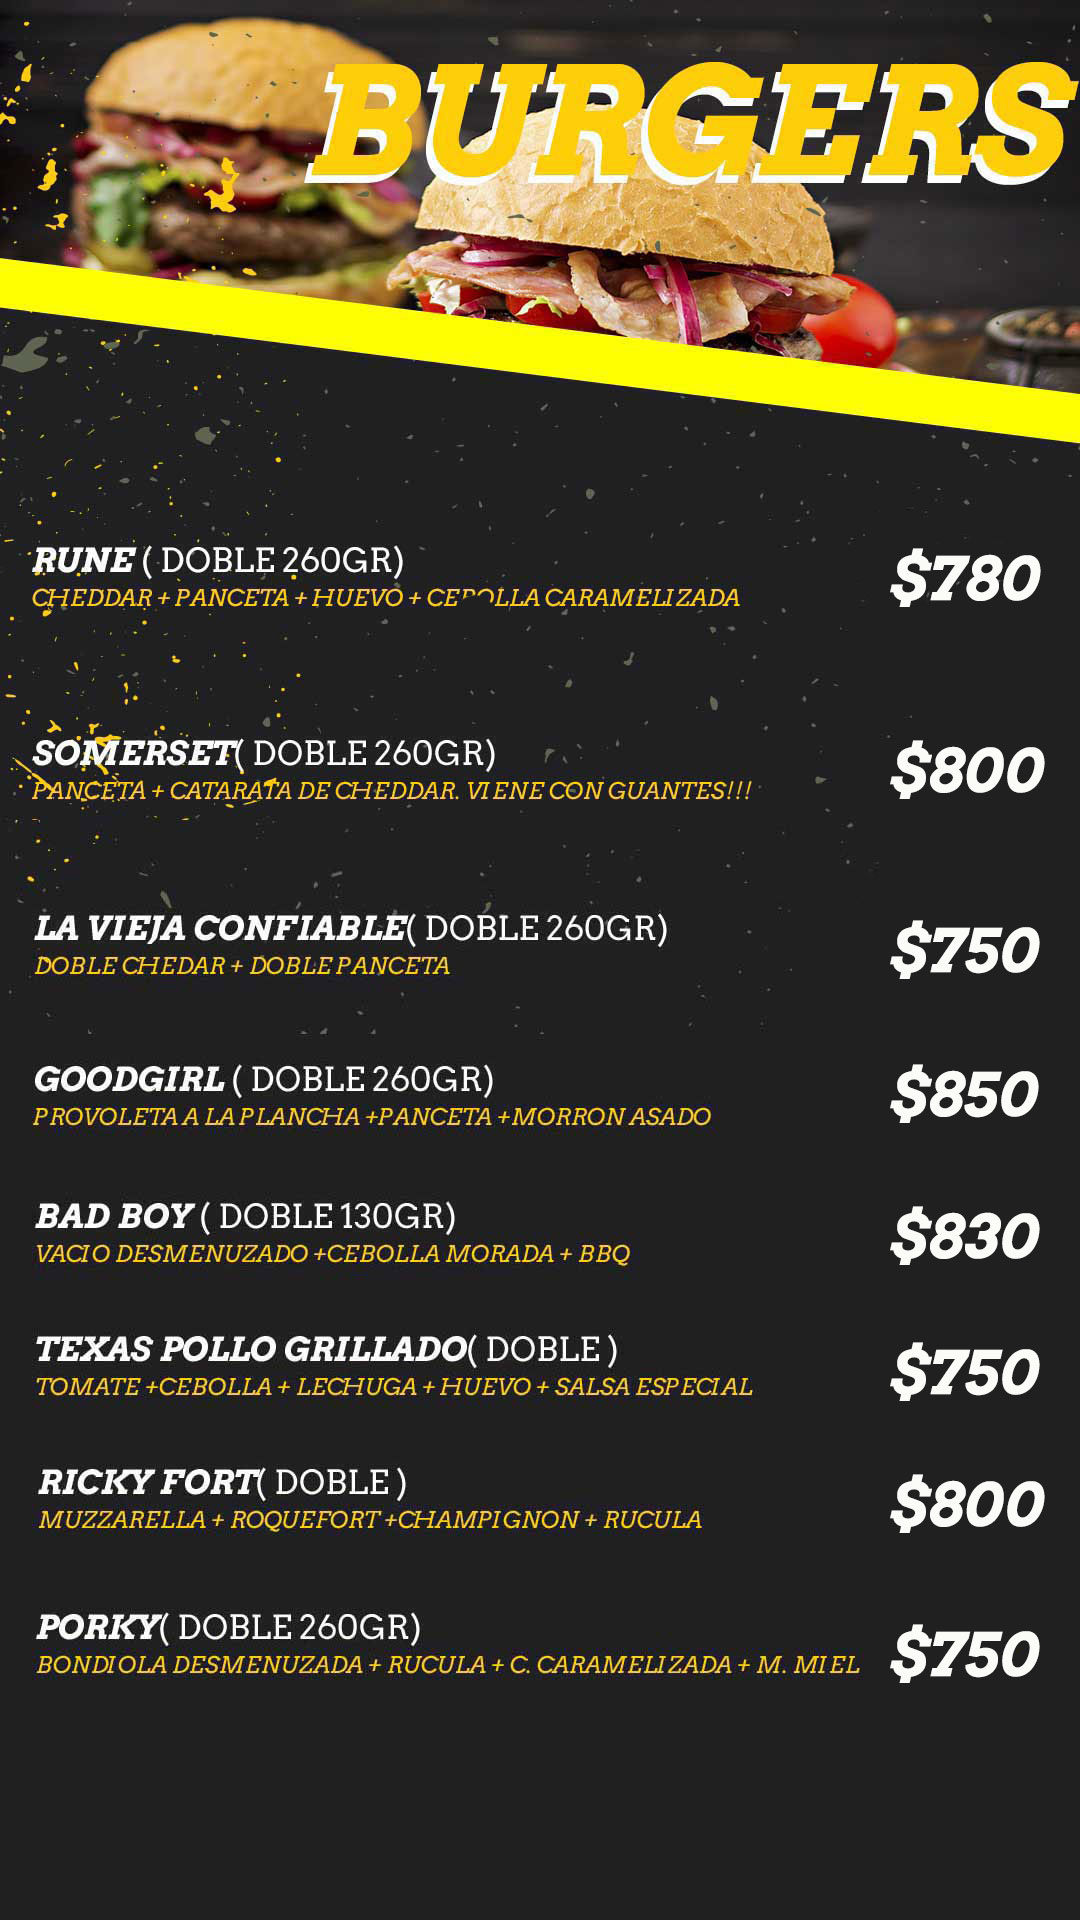 BURGERS
RUNE ( DOBLE 260GR)
$780
CHEDDAR + PANCETA + HUEVO + CEBOLLA CARAMELIZADA
SOMERSET( DOBLE 260GR)
$800
PANCETA + CATARATA DE CHEDDAR. VIENE CON GUANTES!!!
LA VIEJA CONFIABLE( DOBLE 260GR)
$750
DOBLE CHEDAR + DOBLE PANCETA
GOODGIRL ( DOBLE 260GR)
$850
PROVOLETA A LA PLANCHA +PANCETA +MORRON ASADO
BAD BOY ( DOBLE 130GR)
$830
VACIO DESMENUZADO +CEBOLLA MORADA + BBQ
TEXAS POLLO GRILLADO( DOBLE )
$750
TOMATE +CEBOLLA + LECHUGA + HUEVO + SALSA ESPECIAL
RICKY FORT( DOBLE )
$800
MUZZARELLA + ROQUEFORT +CHAMPIGNON + RUCULA
PORKY( DOBLE 260GR)
$750
BONDIOLA DESMENUZADA + RUCULA + C. CARAMELIZADA + M. MIEL